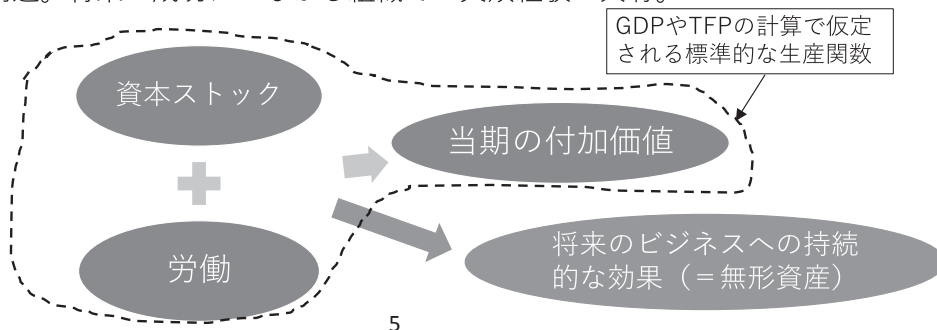 GDPやTFPの計算で仮定
される標準的な生産関数
資本ストック
当期の付加価値
労働
将来のビジネスへの持続
的な効果（＝無形資産）
5